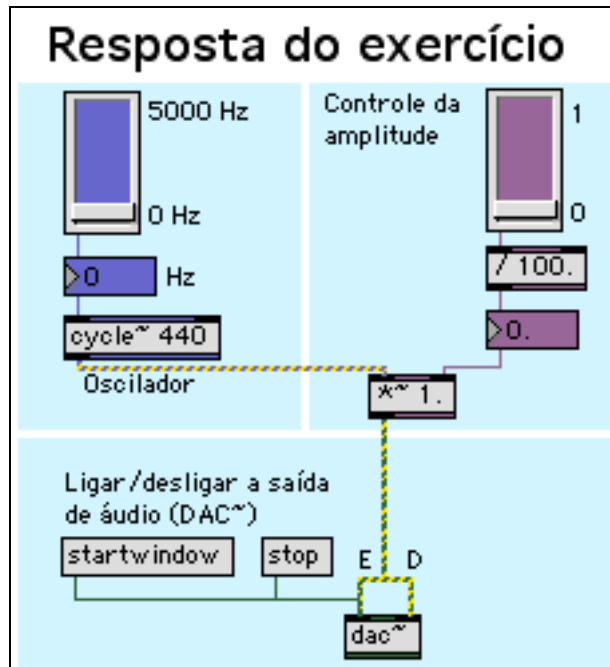 Resposta do exercício
5000 Hz
0 Hz
0
Hz
cycle~ 440
Oscilador
Controle da
amplitude
1
0
/ 100.
0.
*~ 1.
Ligar/desligar a saída
de áudio (DAC~)
startwindow
stop
E
D
dac~